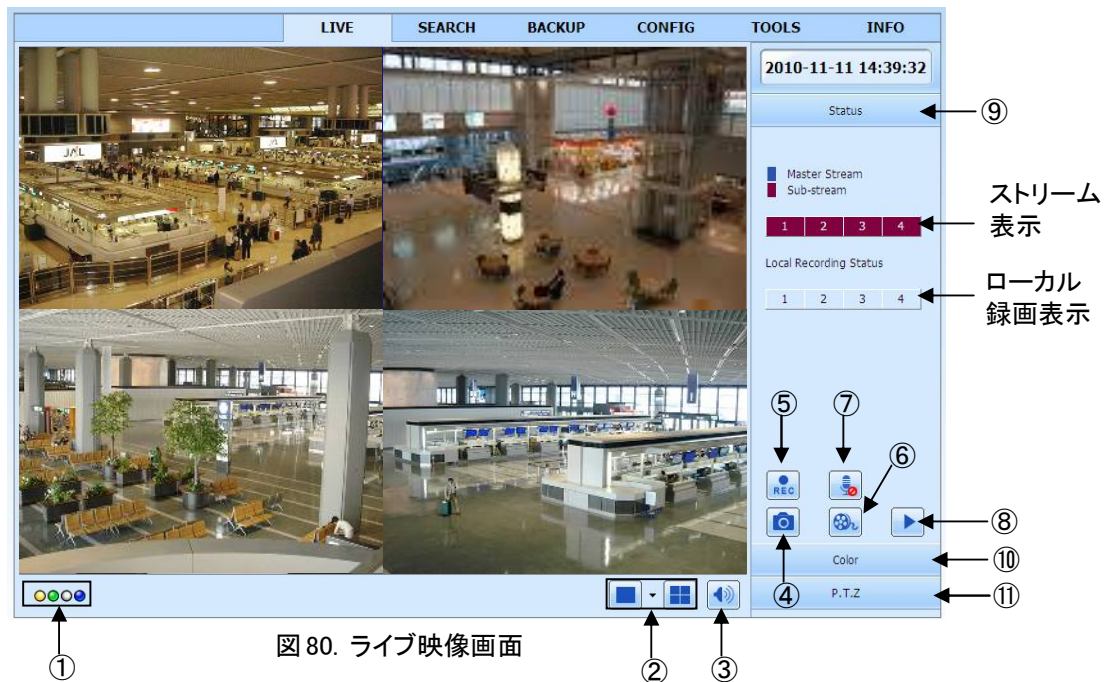 LIVE SEARCH BACKUP CONFIG TOOLS INFO
2010-11-11 14:39:32
Status
⑨
Master Stream
Sub-stream
1 2 3 4
ストリーム
表示
Local Recording Status
1 2 3 4
ローカル
録画表示
JAL
JAL
⑤
⑦
⑥
REC
⑧
Color
⑩
④
P.T.Z
⑪
①
図 80. ライブ映像画面
②
③